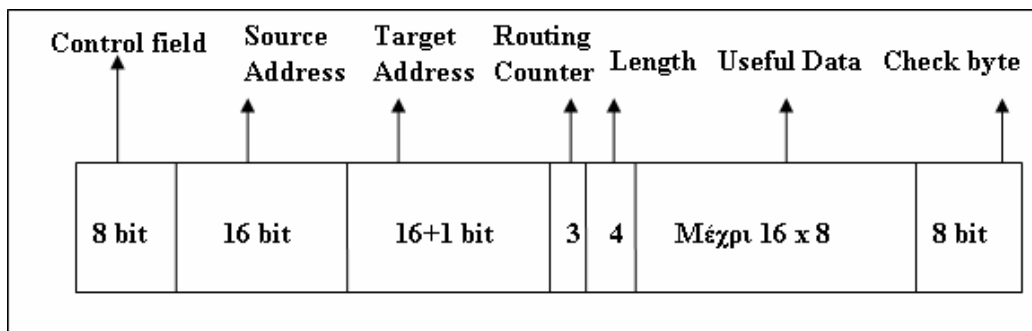 Control field
Source
Address
Target
Address
Routing
Counter
Length
Useful Data
Check byte
8 bit
16 bit
16+1 bit
3
4
Μέχρι 16 x 8
8 bit